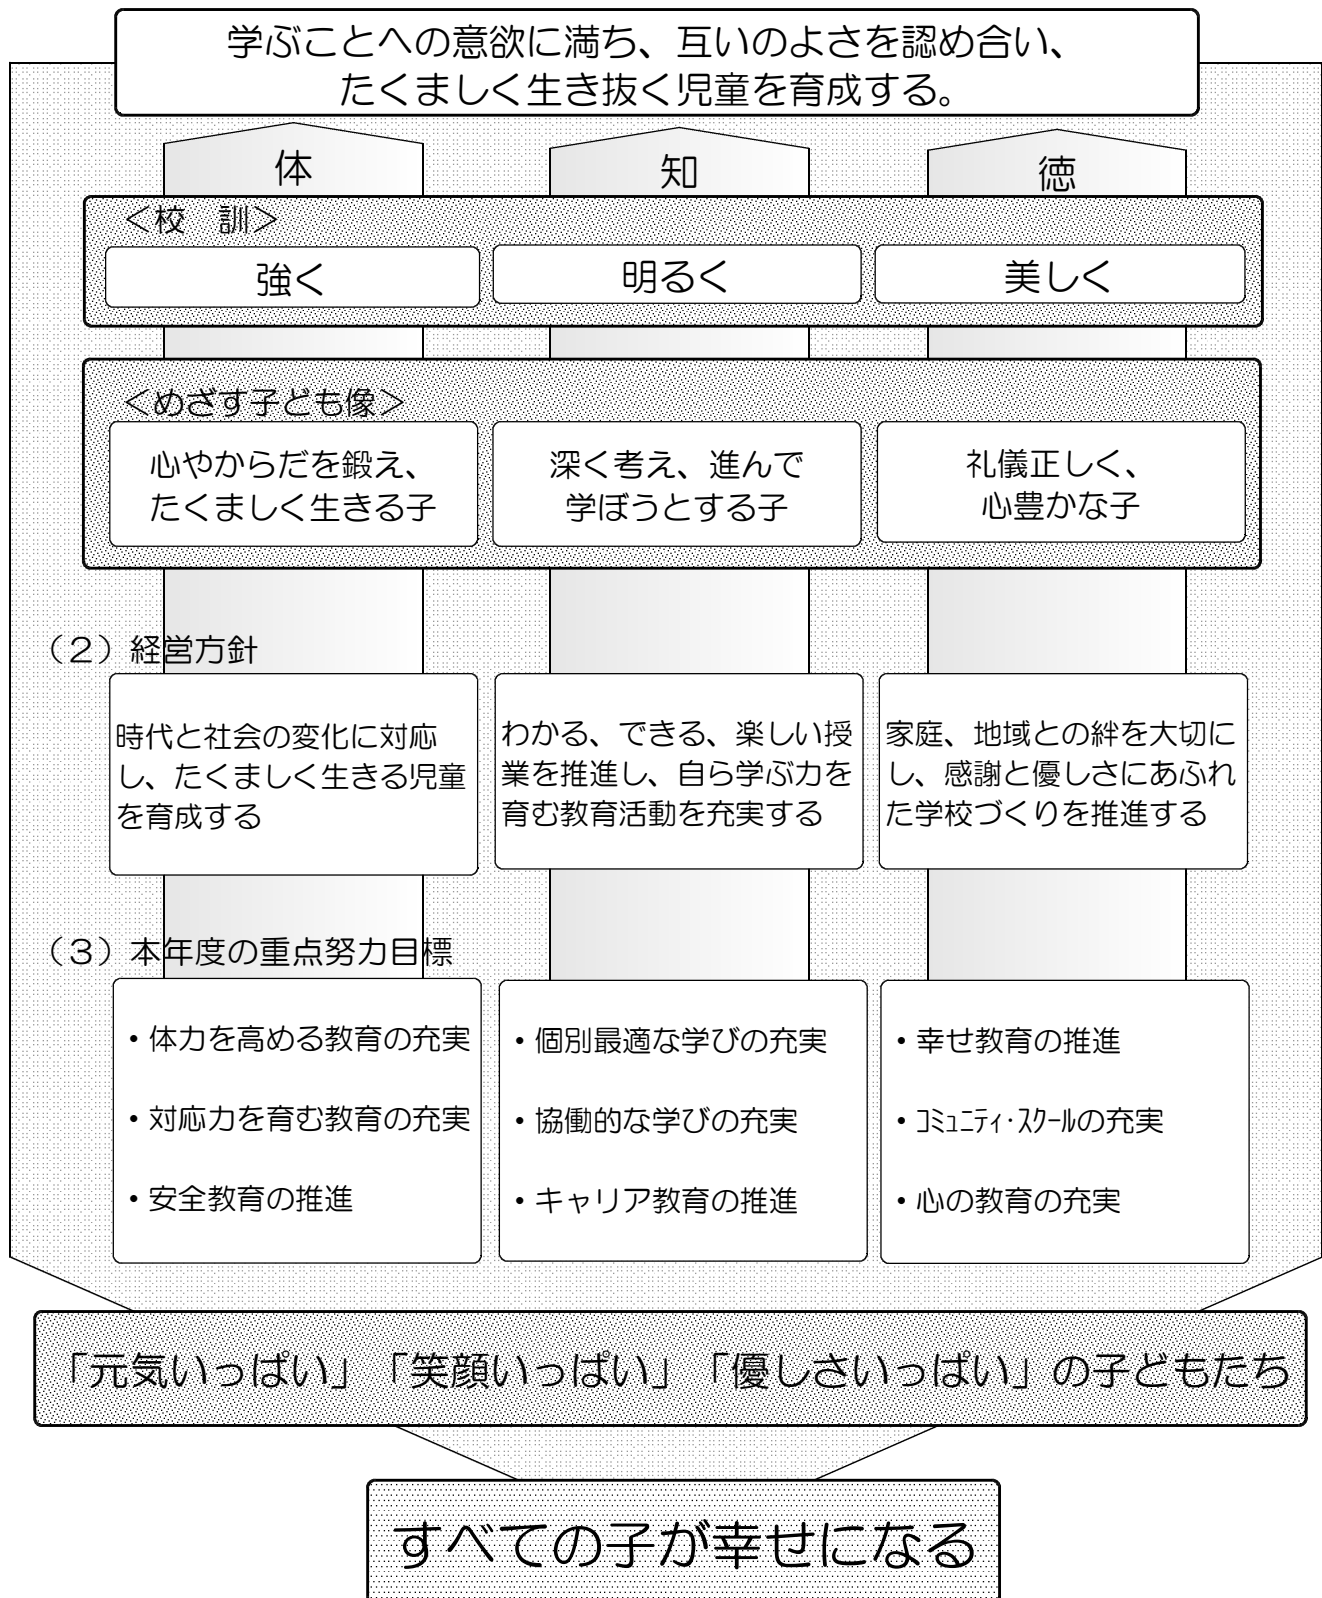 学ぶことへの意欲に満ち、互いのよさを認め合い、
たくましく生き抜く児童を育成する。
体
知
徳
＜校　訓＞
強く
明るく
美しく
＜めざす子ども像＞
心やからだを鍛え、
たくましく生きる子
深く考え、進んで
学ぼうとする子
礼儀正しく、
心豊かな子
（２）経営方針
時代と社会の変化に対応
し、たくましく生きる児童
を育成する
わかる、できる、楽しい授
業を推進し、自ら学ぶ力を
育む教育活動を充実する
家庭、地域との絆を大切に
し、感謝と優しさにあふれ
た学校づくりを推進する
（３）本年度の重点努力目標
・体力を高める教育の充実
・対応力を育む教育の充実
・安全教育の推進
・個別最適な学びの充実
・協働的な学びの充実
・キャリア教育の推進
・幸せ教育の推進
・ｺﾐｭﾆﾃｨ・ｽｸｰﾙの充実
・心の教育の充実
「元気いっぱい」「笑顔いっぱい」「優しさいっぱい」の子どもたち
すべての子が幸せになる